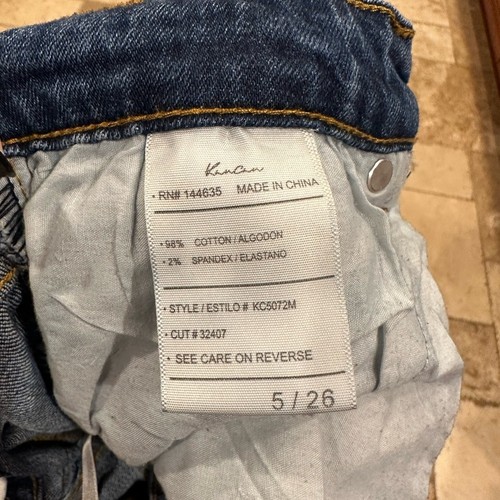 KanCan
• RN# 144635 MADE IN CHINA
• 98% COTTON / ALGODON
• 2% SPANDEX / ELASTANO
• STYLE / ESTILO # KC5072M
• CUT # 32407
• SEE CARE ON REVERSE
5 / 26